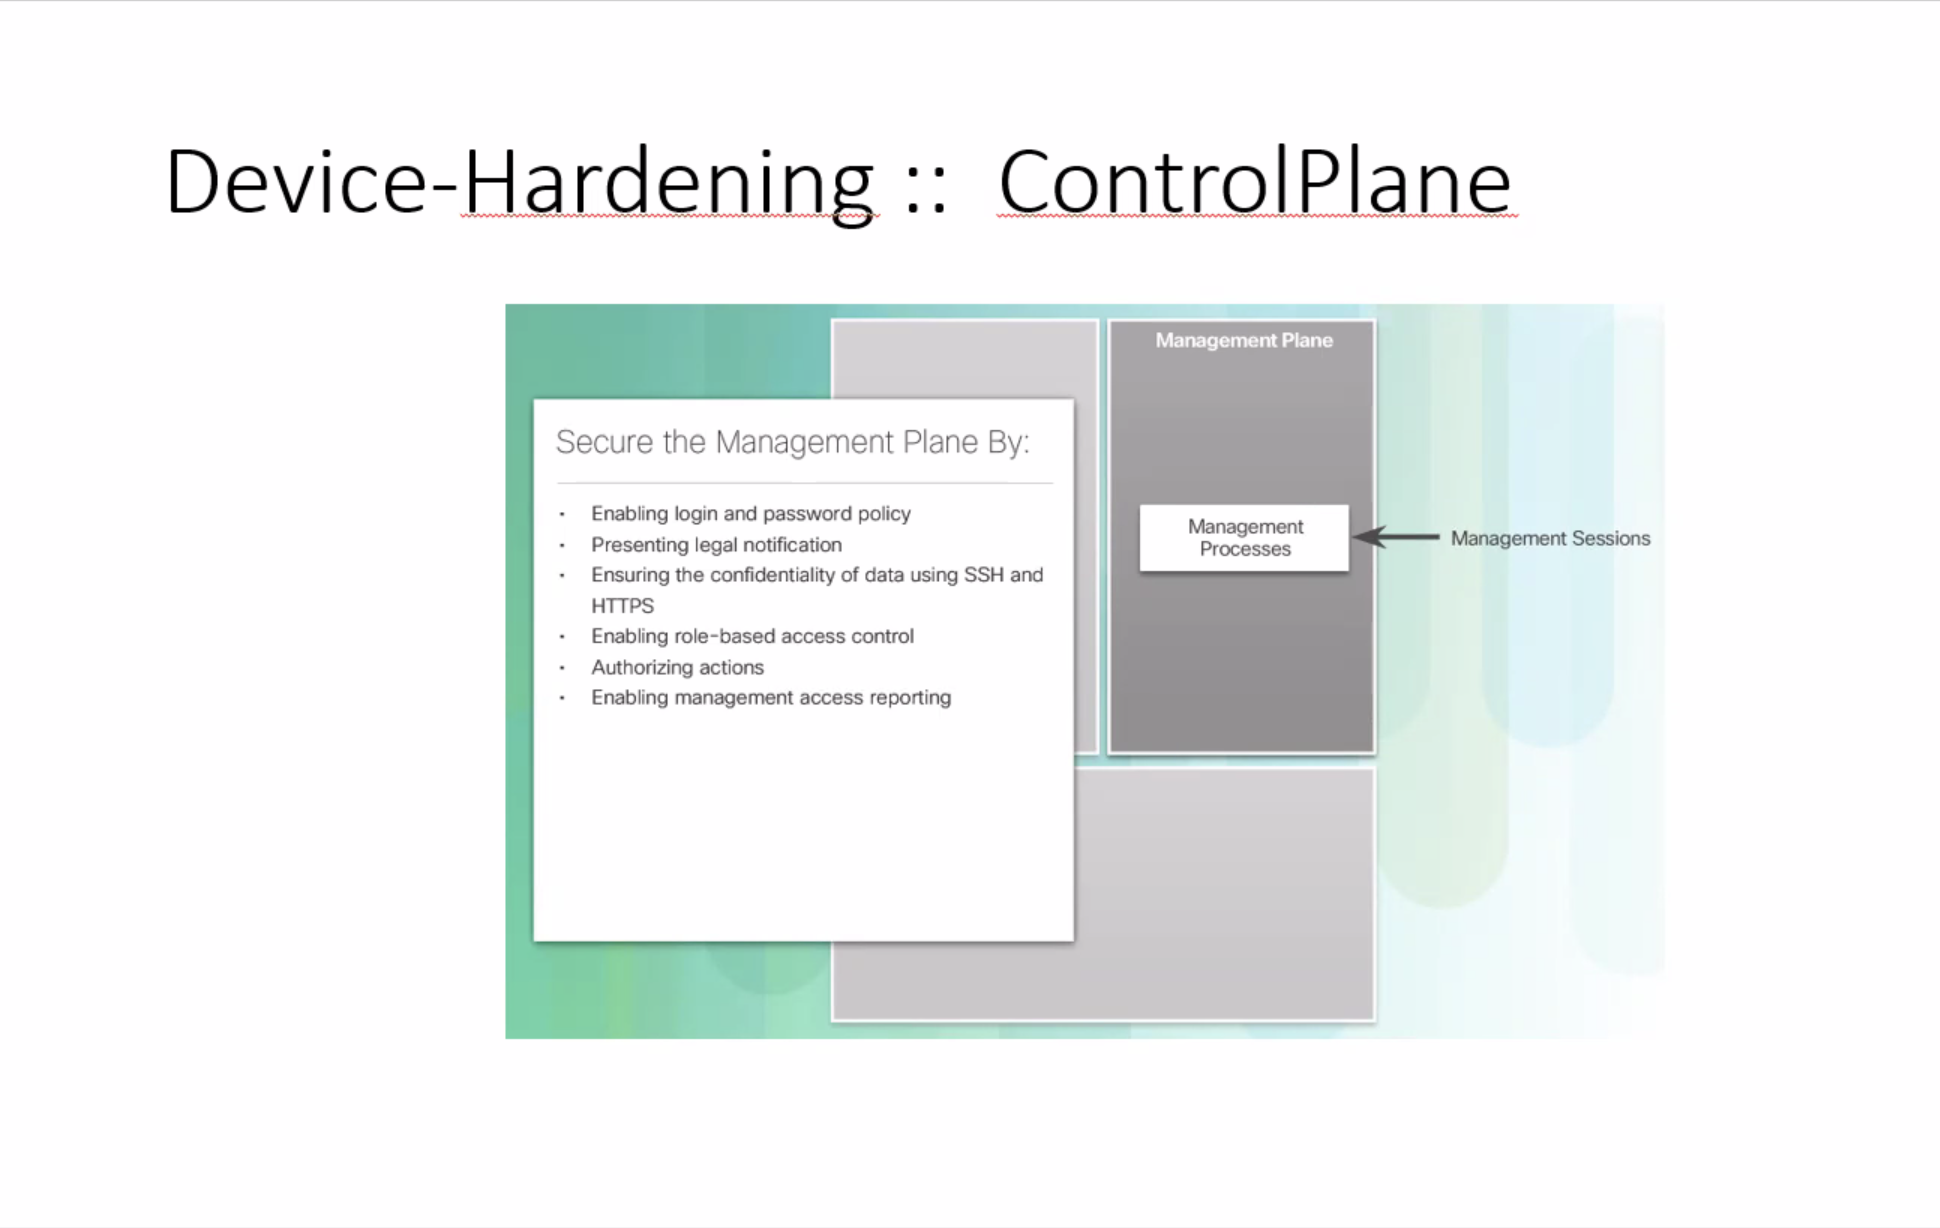 Device-Hardening ::  ControlPlane
Management Plane
Secure the Management Plane By:
· Enabling login and password policy
· Presenting legal notification
· Ensuring the confidentiality of data using SSH and
HTTPS
· Enabling role-based access control
· Authorizing actions
· Enabling management access reporting
Management
Processes
Management Sessions